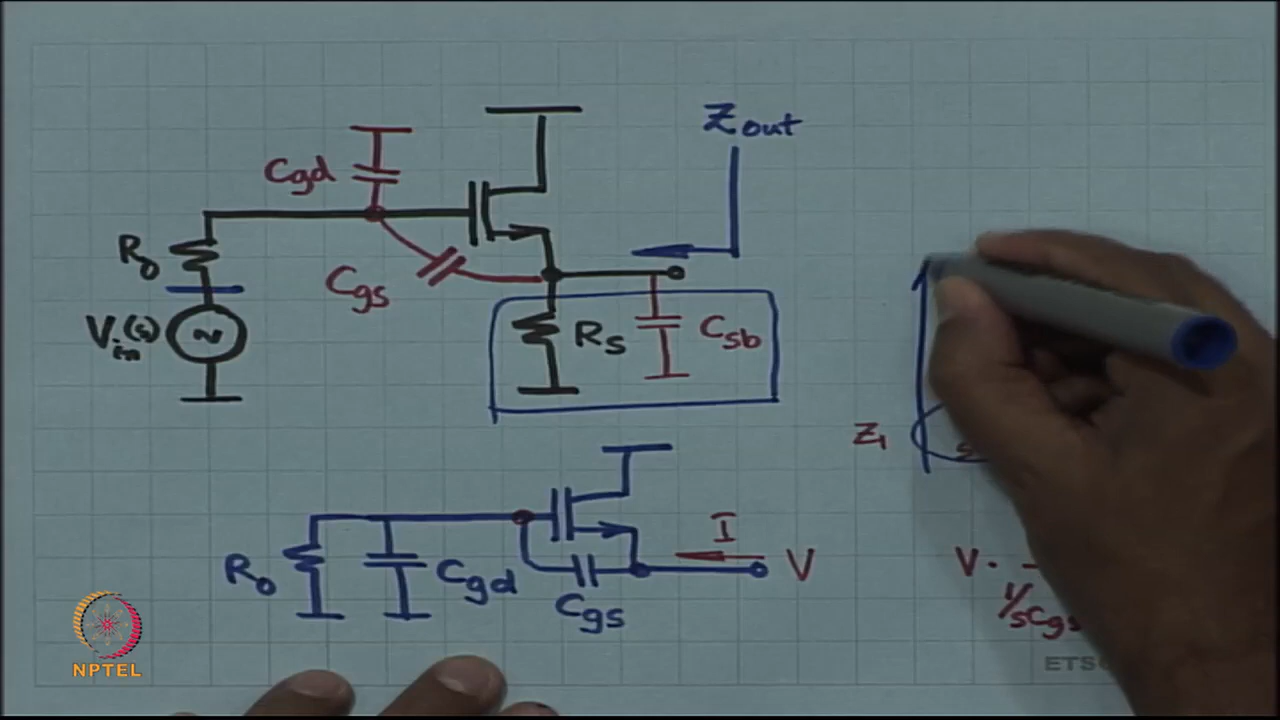 Zout
Cgd
Ro
Cgs
Vin(s)
Rs
Csb
Z1
I
V
Ro
Cgd
Cgs
V.
1/sCgs
NPTEL